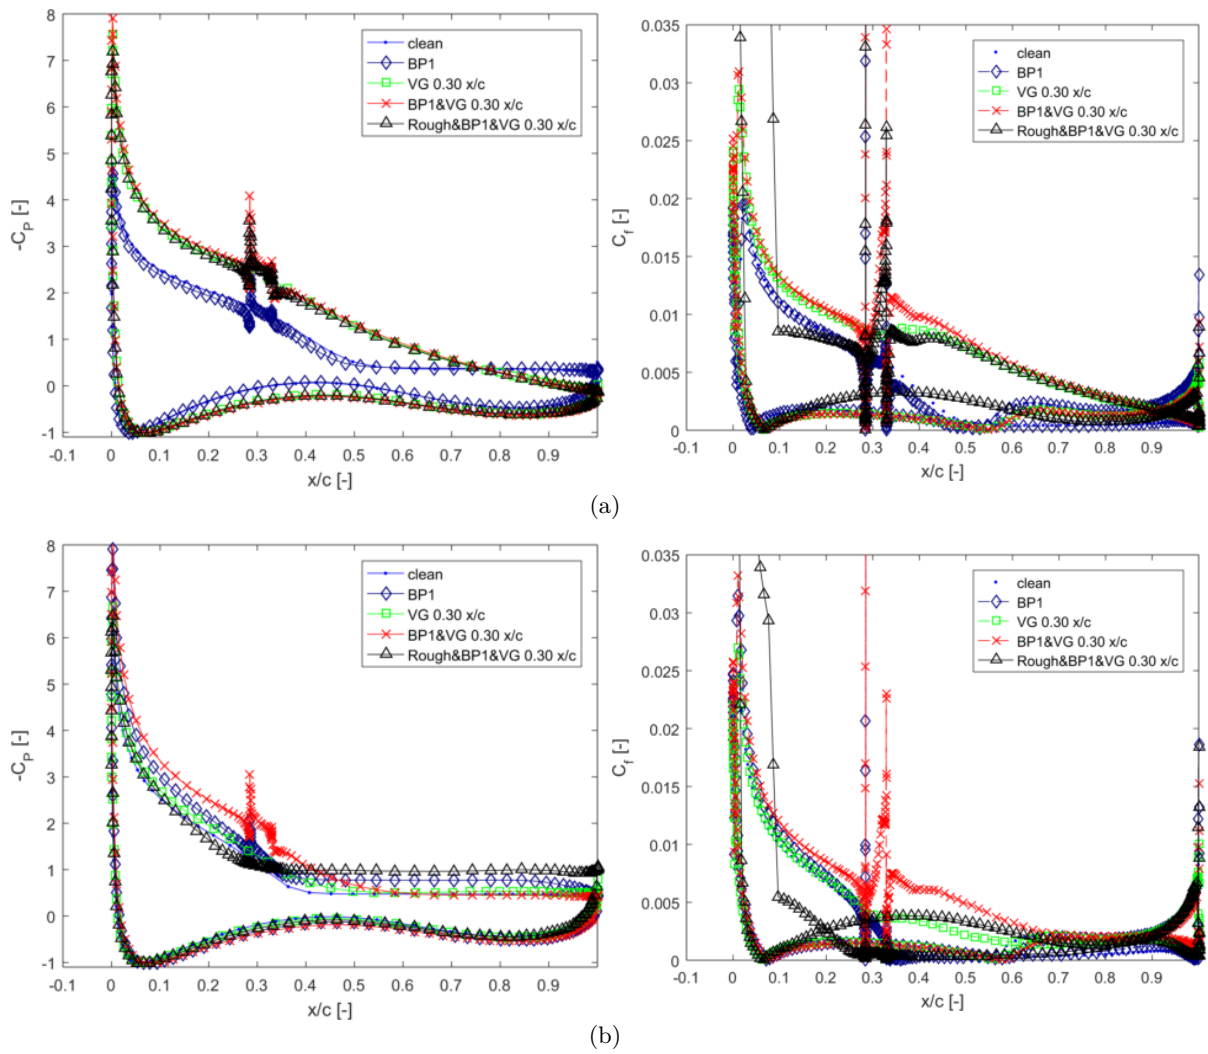 8
7
6
5
4
3
2
1
0
-1
-C_P [-]
-0.1 0 0.1 0.2 0.3 0.4 0.5 0.6 0.7 0.8 0.9
x/c [-]
clean
BP1
VG 0.30 x/c
BP1&VG 0.30 x/c
Rough&BP1&VG 0.30 x/c
0.035
0.03
0.025
0.02
0.015
0.01
0.005
0
C_f [-]
-0.1 0 0.1 0.2 0.3 0.4 0.5 0.6 0.7 0.8 0.9
x/c [-]
clean
BP1
VG 0.30 x/c
BP1&VG 0.30 x/c
Rough&BP1&VG 0.30 x/c
(a)
8
7
6
5
4
3
2
1
0
-1
-C_P [-]
-0.1 0 0.1 0.2 0.3 0.4 0.5 0.6 0.7 0.8 0.9
x/c [-]
clean
BP1
VG 0.30 x/c
BP1&VG 0.30 x/c
Rough&BP1&VG 0.30 x/c
0.035
0.03
0.025
0.02
0.015
0.01
0.005
0
C_f [-]
-0.1 0 0.1 0.2 0.3 0.4 0.5 0.6 0.7 0.8 0.9
x/c [-]
clean
BP1
VG 0.30 x/c
BP1&VG 0.30 x/c
Rough&BP1&VG 0.30 x/c
(b)